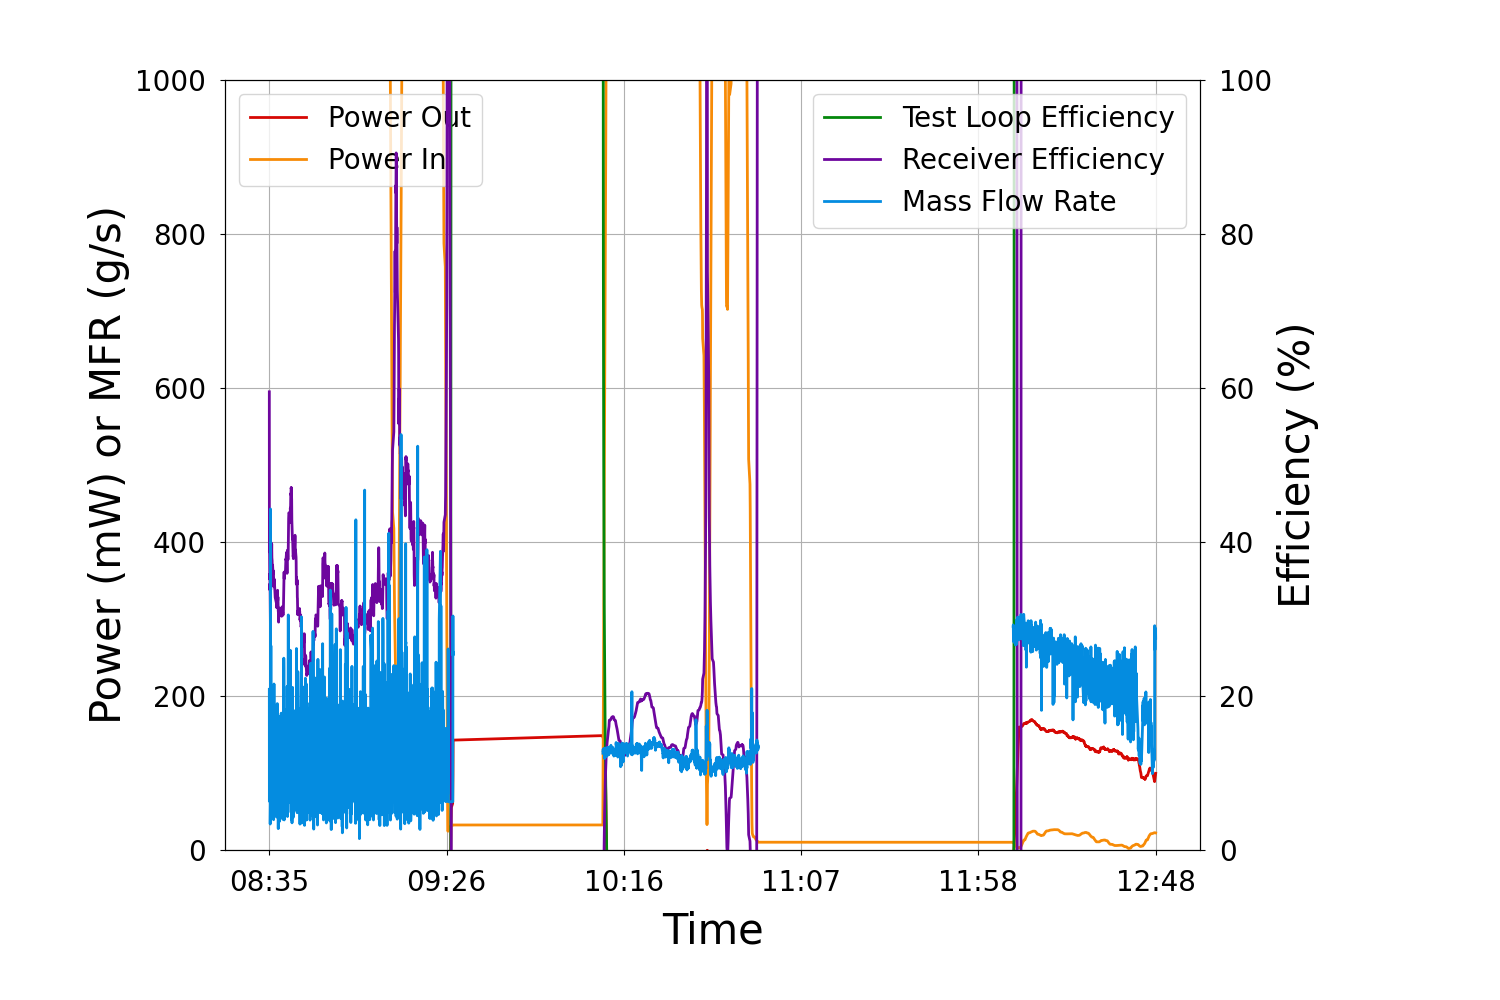 1000
800
600
400
200
0
Power (mW) or MFR (g/s)
Power Out
Power In
Test Loop Efficiency
Receiver Efficiency
Mass Flow Rate
100
80
60
40
20
0
Efficiency (%)
08:35 09:26 10:16 11:07 11:58 12:48
Time